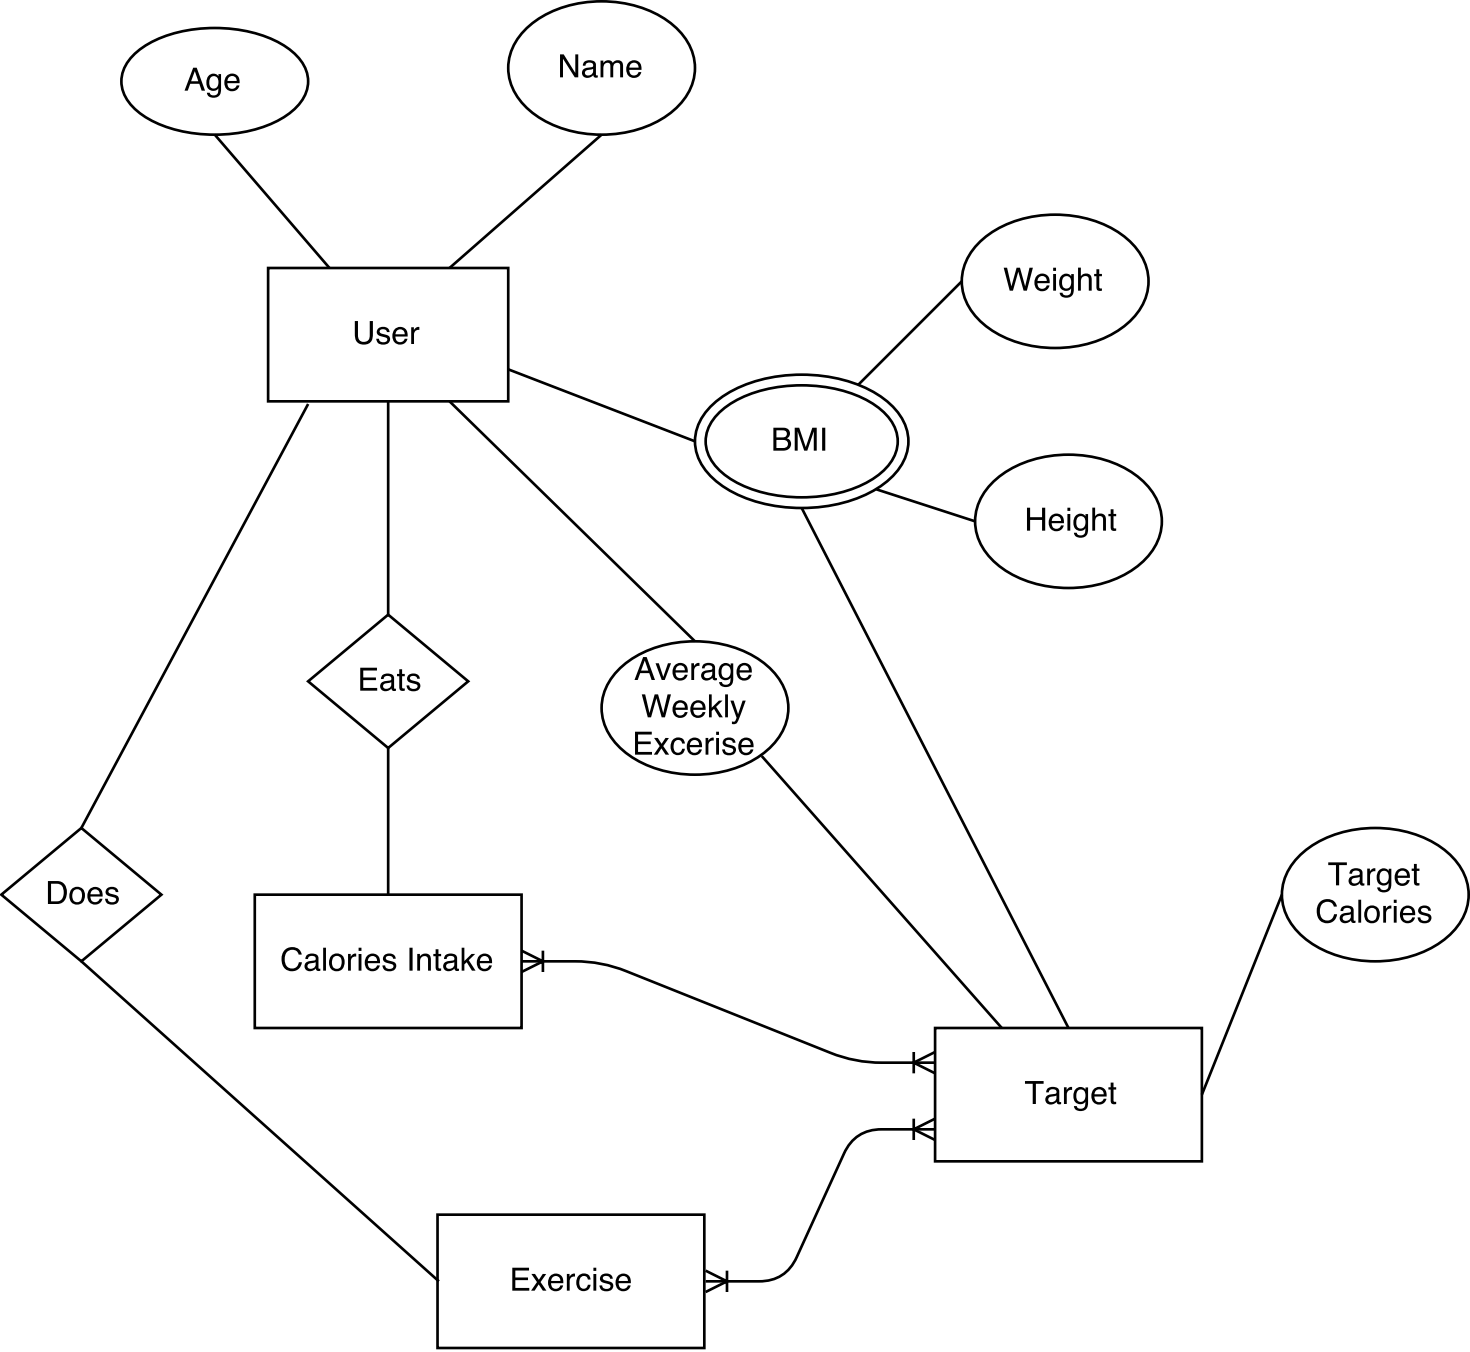 Age
Name
Weight
User
BMI
Height
Eats
Average
Weekly
Excerise
Does
Target
Calories
Calories Intake
Target
Exercise